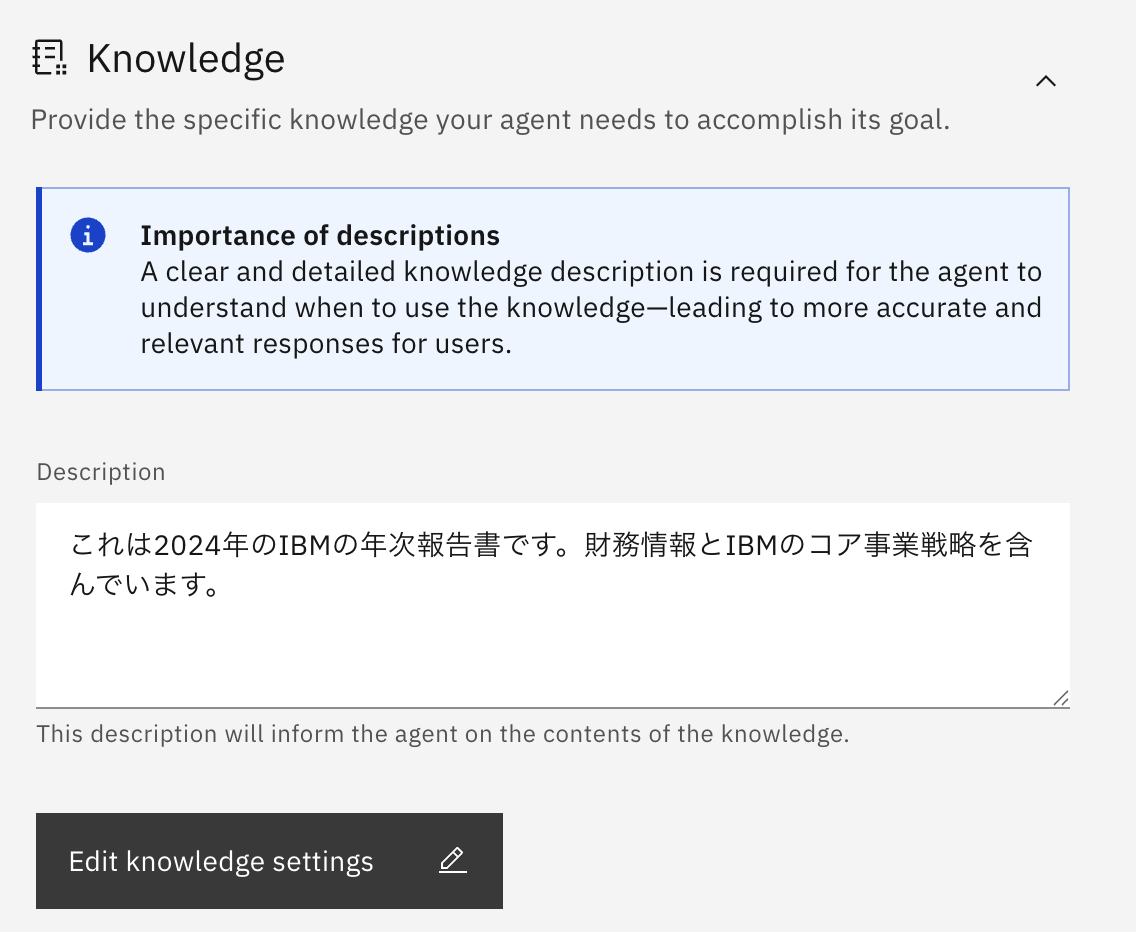 Knowledge
Provide the specific knowledge your agent needs to accomplish its goal.
Importance of descriptions
A clear and detailed knowledge description is required for the agent to
understand when to use the knowledge—leading to more accurate and
relevant responses for users.
Description
これは2024年のIBMの年次報告書です。財務情報とIBMのコア事業戦略を含
んでいます。
This description will inform the agent on the contents of the knowledge.
Edit knowledge settings